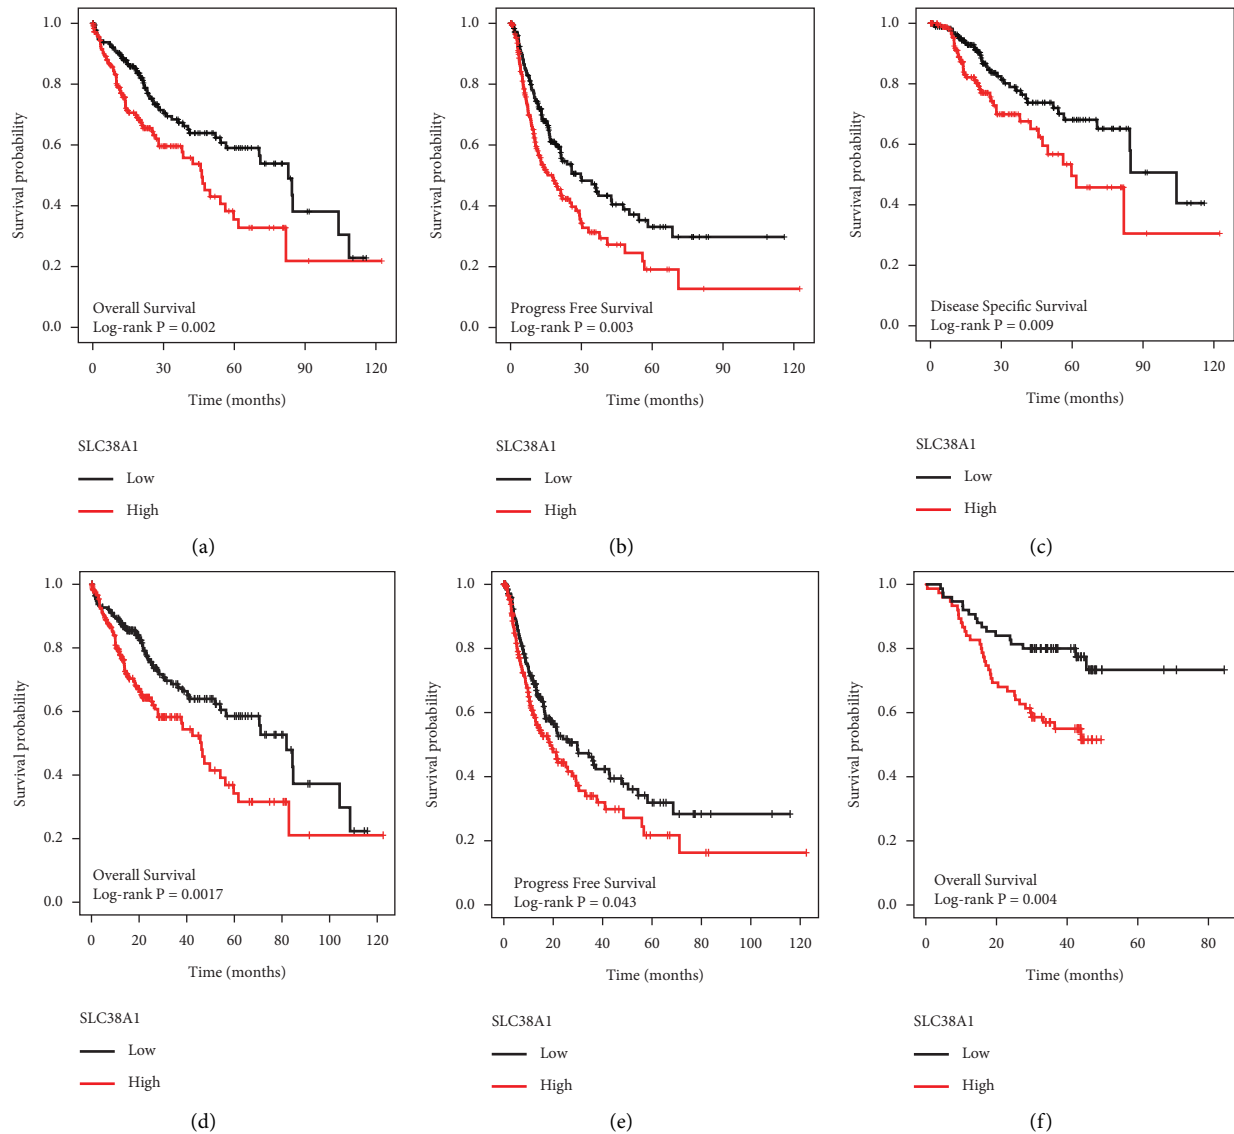 1.0
0.8
0.6
0.4
0.2
0.0
Survival probability
Overall Survival
Log-rank P = 0.002
0 30 60 90 120
Time (months)
SLC38A1
Low
High
(a)
1.0
0.8
0.6
0.4
0.2
0.0
Survival probability
Progress Free Survival
Log-rank P = 0.003
0 30 60 90 120
Time (months)
SLC38A1
Low
High
(b)
1.0
0.8
0.6
0.4
0.2
0.0
Survival probability
Disease Specific Survival
Log-rank P = 0.009
0 30 60 90 120
Time (months)
SLC38A1
Low
High
(c)
1.0
0.8
0.6
0.4
0.2
0.0
Survival probability
Overall Survival
Log-rank P = 0.0017
0 20 40 60 80 100 120
Time (months)
SLC38A1
Low
High
(d)
1.0
0.8
0.6
0.4
0.2
0.0
Survival probability
Progress Free Survival
Log-rank P = 0.043
0 20 40 60 80 100 120
Time (months)
SLC38A1
Low
High
(e)
1.0
0.8
0.6
0.4
0.2
0.0
Survival probability
Overall Survival
Log-rank P = 0.004
0 20 40 60 80
Time (months)
SLC38A1
Low
High
(f)